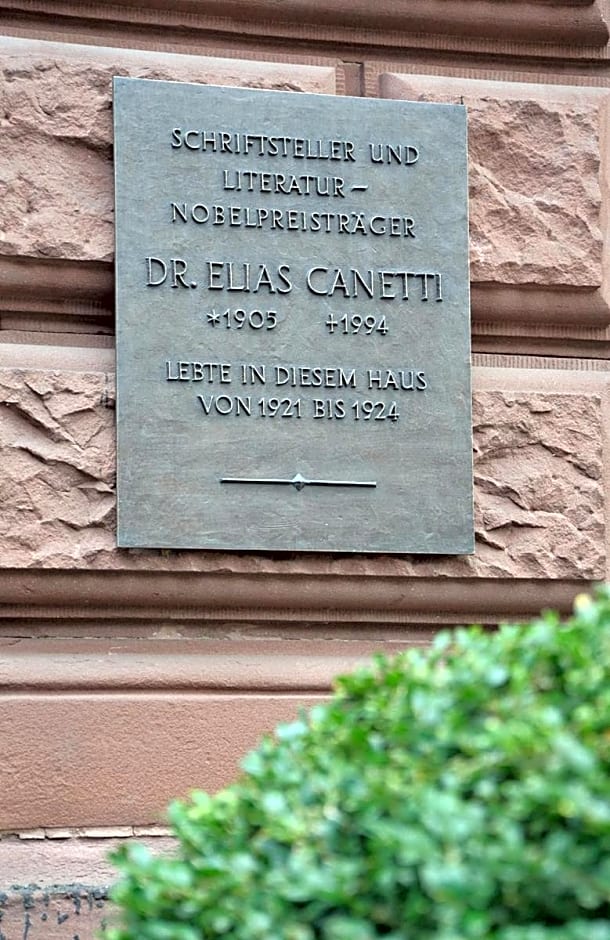 SCHRIFTSTELLER UND
LITERATUR–
NOBELPREISTRÄGER
DR. ELIAS CANETTI
*1905 †1994
LEBTE IN DIESEM HAUS
VON 1921 BIS 1924